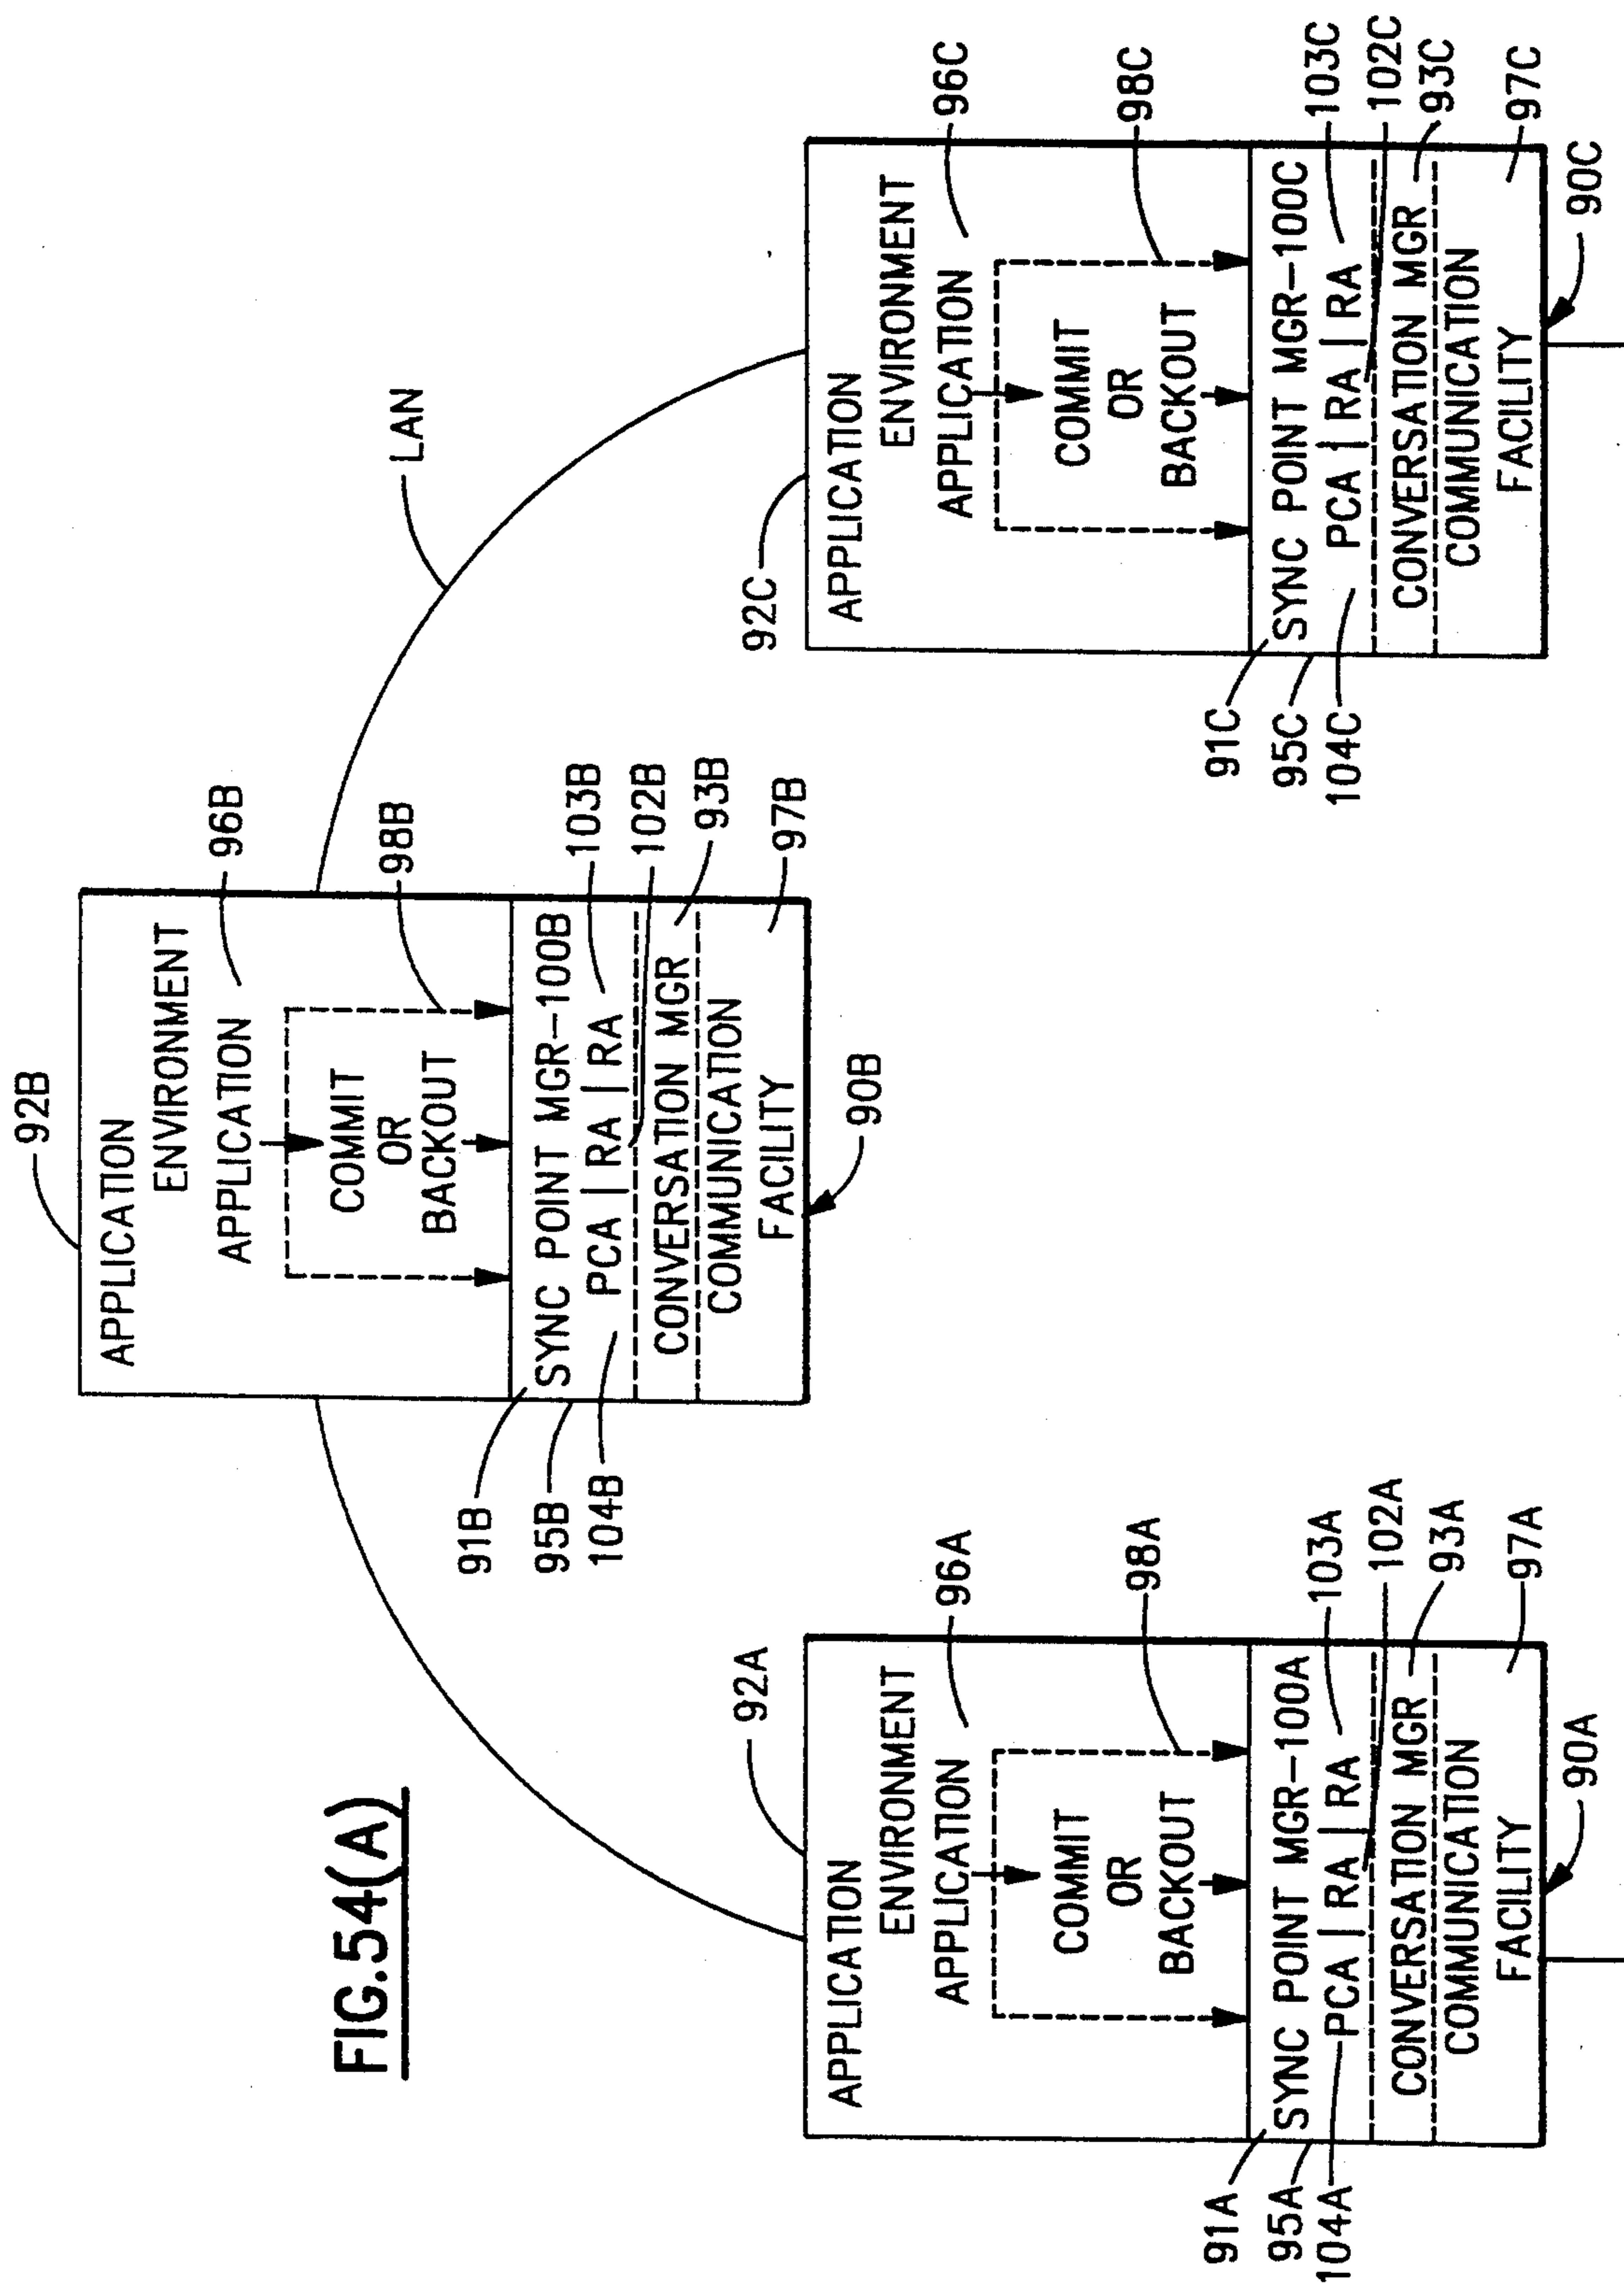 FIG.54(A)
LAN
92A
APPLICATION
ENVIRONMENT
APPLICATION
96A
COMMIT
OR
BACKOUT
98A
91A
SYNC POINT MGR-100A
95A
104A
PCA | RA | RA
103A
102A
CONVERSATION MGR
93A
COMMUNICATION
FACILITY
97A
90A
92B
APPLICATION
ENVIRONMENT
APPLICATION
96B
COMMIT
OR
BACKOUT
98B
91B
SYNC POINT MGR-100B
95B
104B
PCA | RA | RA
103B
102B
CONVERSATION MGR
93B
COMMUNICATION
FACILITY
97B
90B
92C
APPLICATION
ENVIRONMENT
APPLICATION
96C
COMMIT
OR
BACKOUT
98C
91C
SYNC POINT MGR-100C
95C
104C
PCA | RA | RA
103C
102C
CONVERSATION MGR
93C
COMMUNICATION
FACILITY
97C
90C